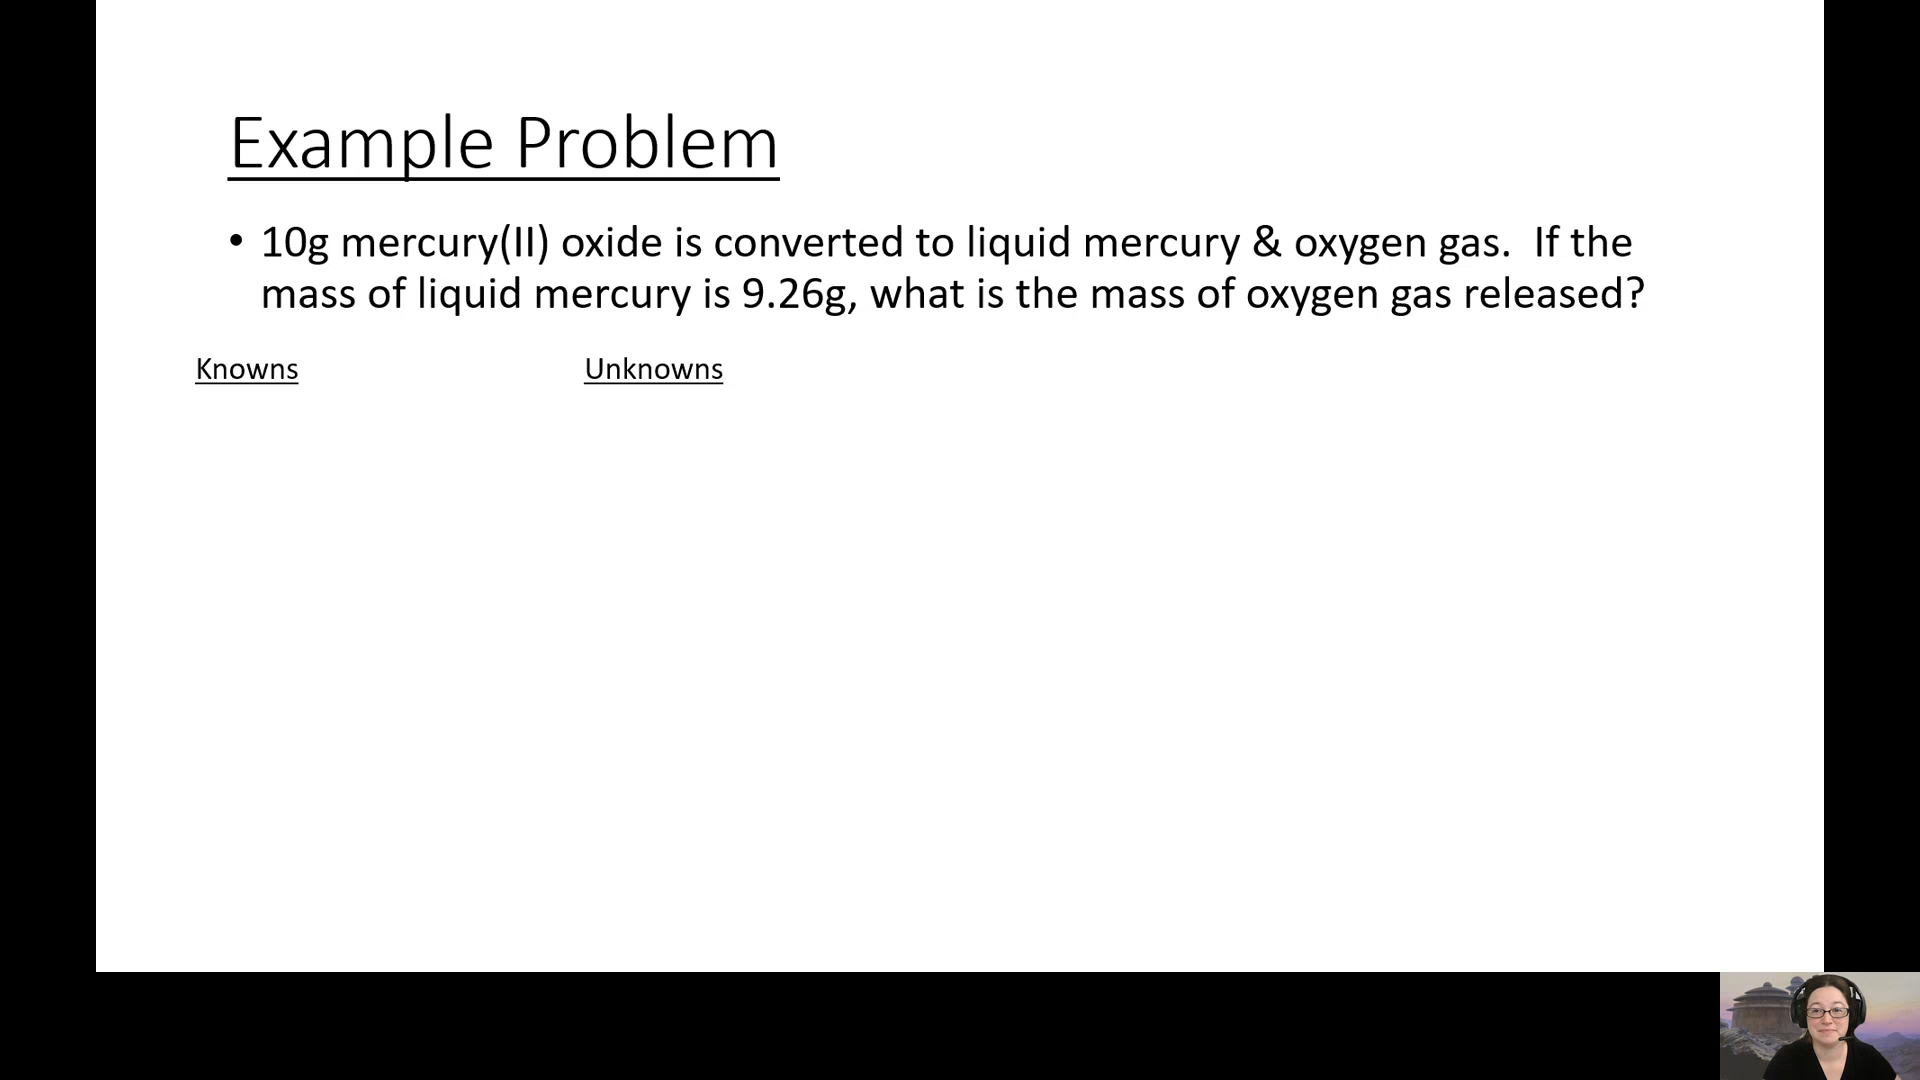 Example Problem
• 10g mercury(II) oxide is converted to liquid mercury & oxygen gas.  If the
mass of liquid mercury is 9.26g, what is the mass of oxygen gas released?
Knowns Unknowns